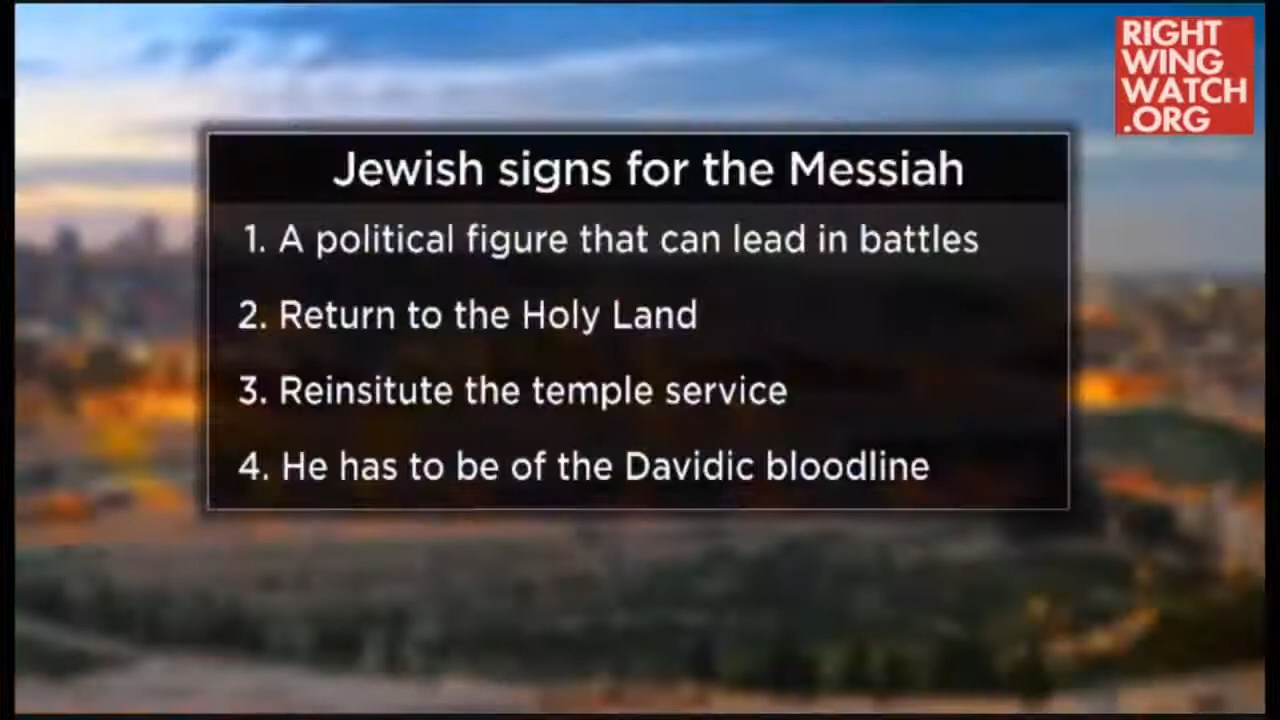 RIGHT
WING
WATCH
.ORG
Jewish signs for the Messiah
1. A political figure that can lead in battles
2. Return to the Holy Land
3. Reinsitute the temple service
4. He has to be of the Davidic bloodline